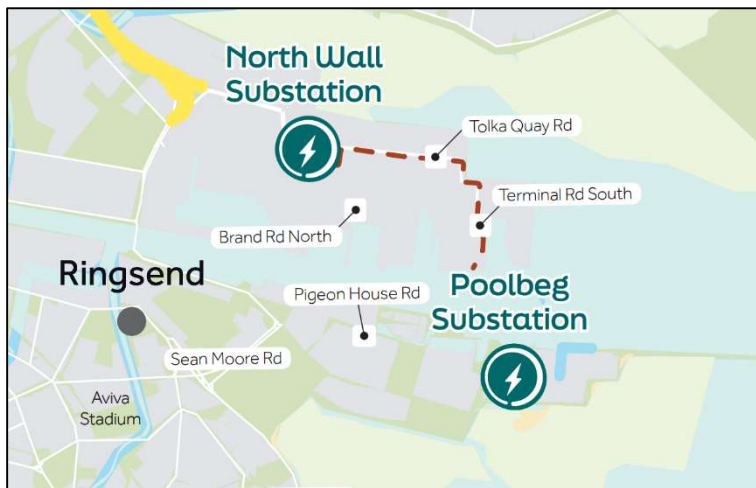 North Wall
Substation
Tolka Quay Rd
Terminal Rd South
Brand Rd North
Ringsend
Pigeon House Rd
Poolbeg
Substation
Sean Moore Rd
Aviva
Stadium